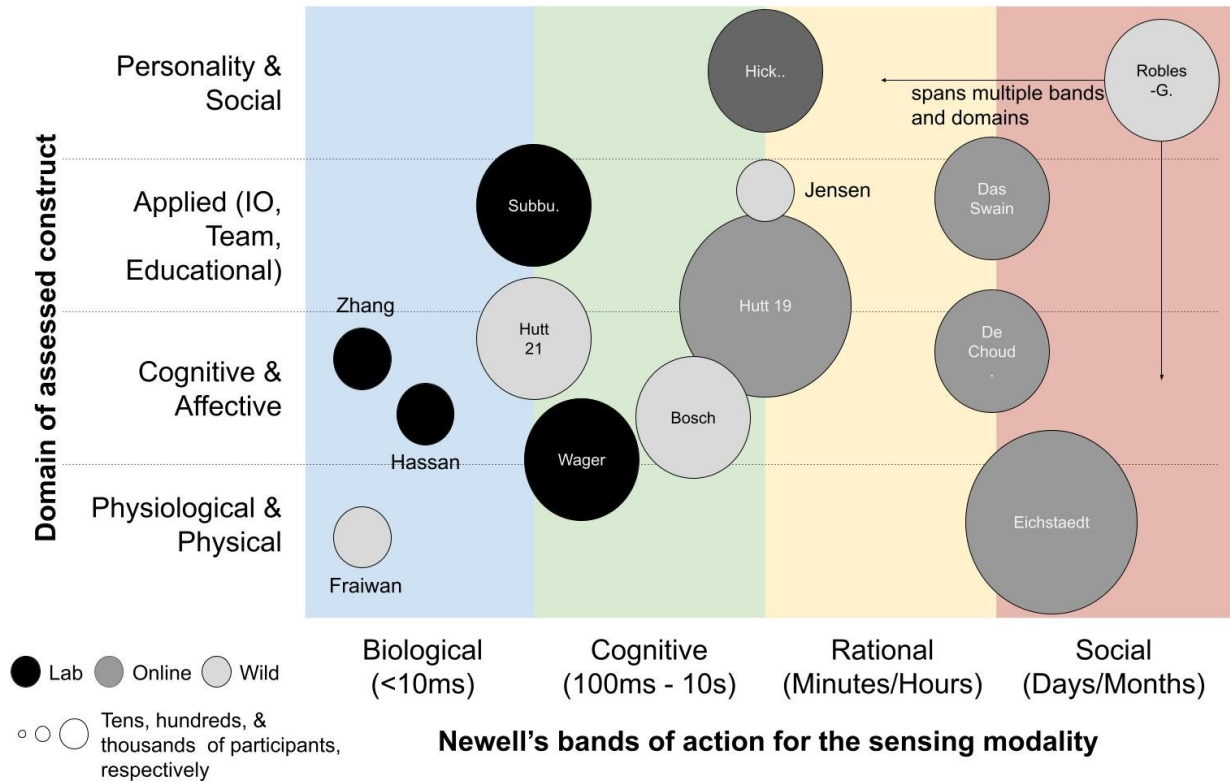 Domain of assessed construct
Personality &
Social
Applied (IO,
Team,
Educational)
Cognitive &
Affective
Physiological &
Physical
Hick..
Robles
-G.
spans multiple bands
and domains
Subbu.
Jensen
Das
Swain
Zhang
Hutt
21
Hutt 19
De
Choud
.
Hassan
Wager
Bosch
Fraiwan
Eichstaedt
Biological
(<10ms)
Cognitive
(100ms - 10s)
Rational
(Minutes/Hours)
Social
(Days/Months)
Newell's bands of action for the sensing modality
Lab
Online
Wild
Tens, hundreds, &
thousands of participants,
respectively